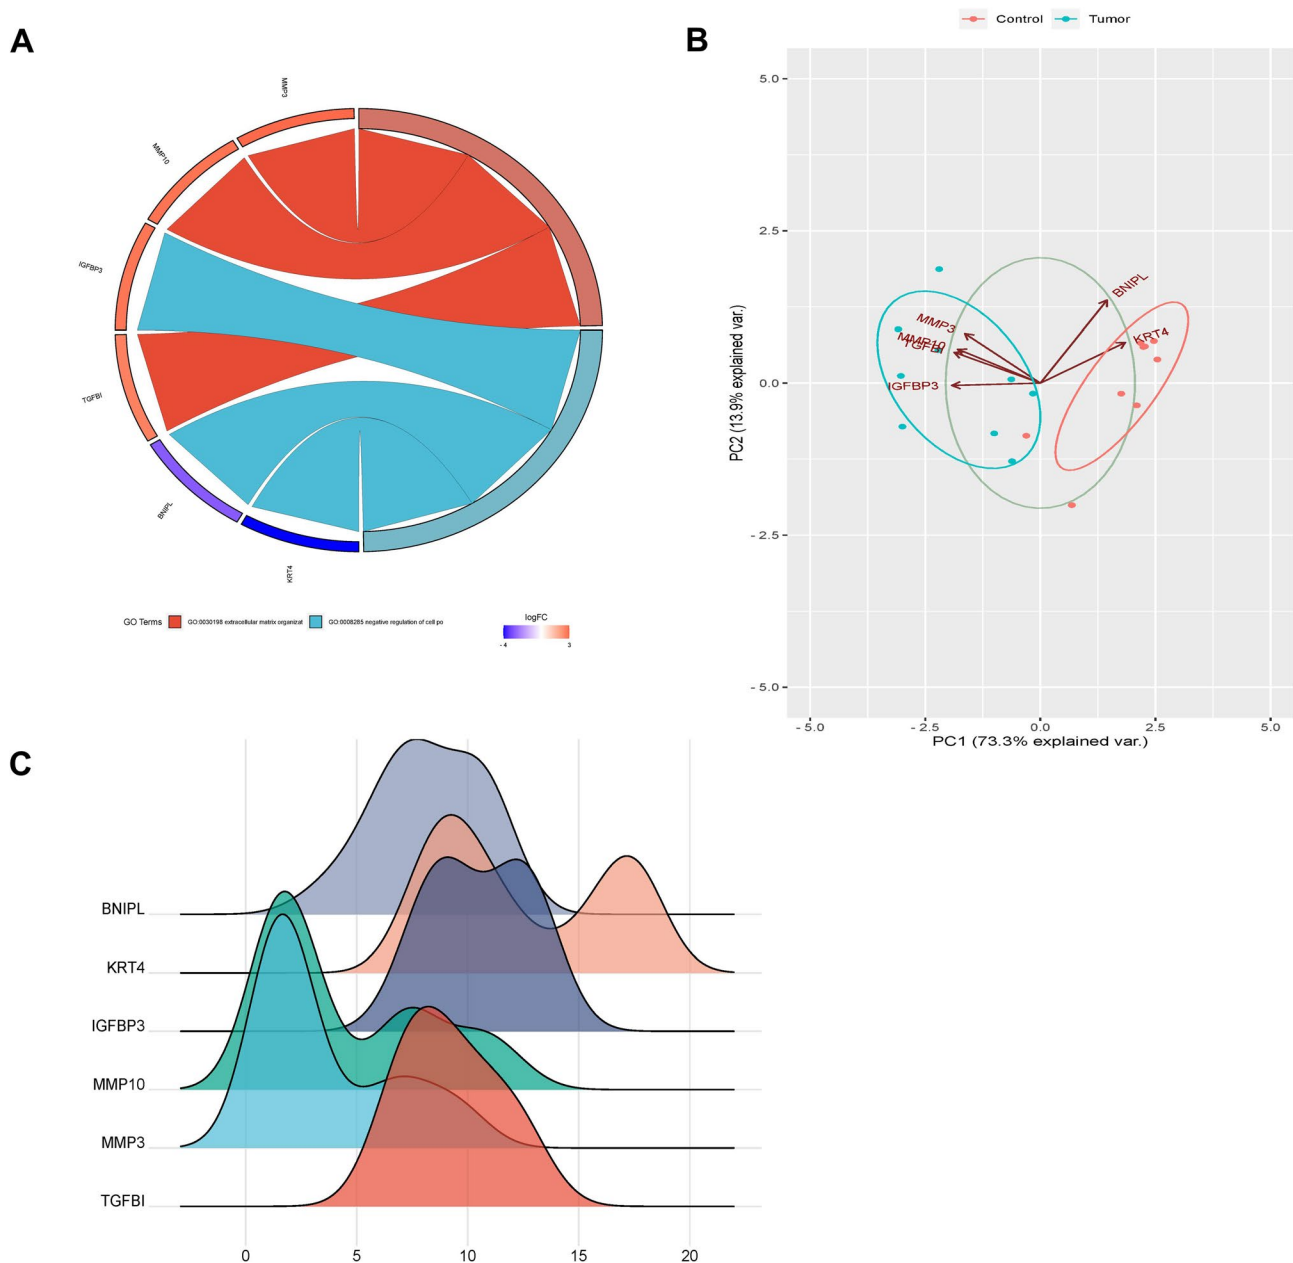 A
MMP3
MMP10
IGFBP3
TGFBI
BNIPL
KRT4
GO Terms GO:0030198 extracellular matrix organizat GO:0008285 negative regulation of cell po
logFC
-4 3
B
Control Tumor
5.0
2.5
0.0
-2.5
-5.0
PC2 (13.9% explained var.)
BNIPL
KRT4
MMP3
MMP10
TGFBI
IGFBP3
-5.0 -2.5 0.0 2.5 5.0
PC1 (73.3% explained var.)
C
BNIPL
KRT4
IGFBP3
MMP10
MMP3
TGFBI
0 5 10 15 20